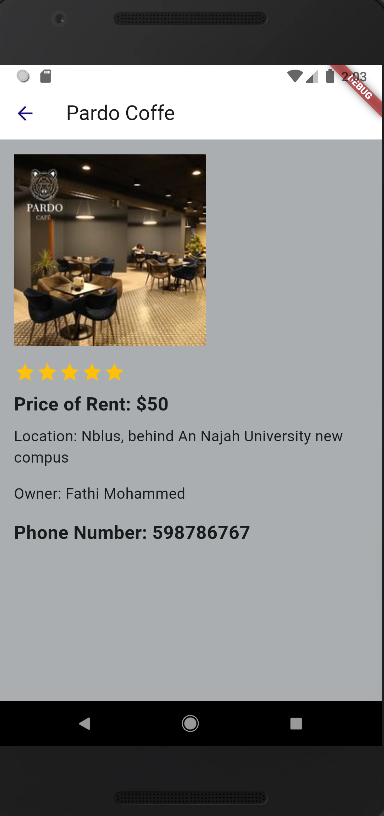 2:03
DEBUG
Pardo Coffe
PARDO
CAFÉ
Price of Rent: $50
Location: Nblus, behind An Najah University new
compus
Owner: Fathi Mohammed
Phone Number: 598786767